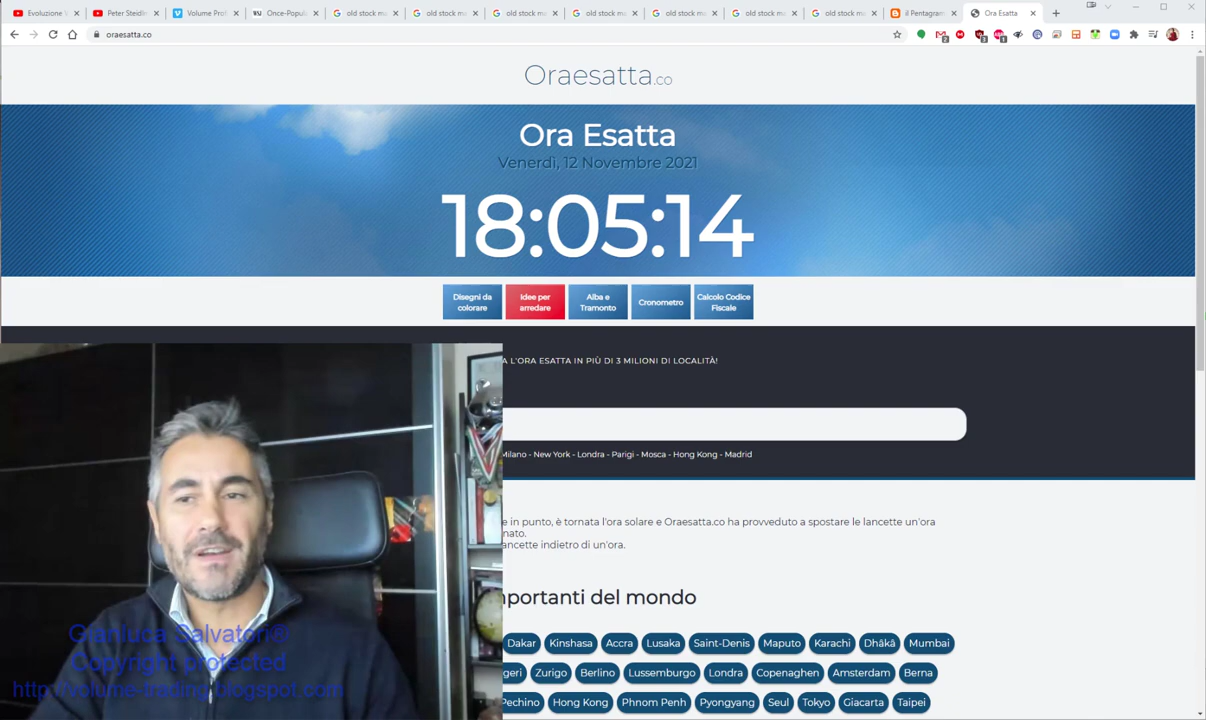 Evoluzione
Peter Steidl
Volume Prof
Once-Popul
old stock ma
old stock ma
old stock ma
old stock ma
old stock ma
old stock ma
old stock ma
il Pentagram
Ora Esatta
oraesatta.co
Oraesatta.co
Ora Esatta
Venerdì, 12 Novembre 2021
18:05:14
Disegni da colorare
Idee per arredare
Alba e Tramonto
Cronometro
Calcolo Codice Fiscale
A L'ORA ESATTA IN PIÙ DI 3 MILIONI DI LOCALITÀ!
Milano - New York - Londra - Parigi - Mosca - Hong Kong - Madrid
e in punto, è tornata l'ora solare e Oraesatta.co ha provveduto a spostare le lancette un'ora
nato.
ancette indietro di un'ora.
mportanti del mondo
Dakar Kinshasa Accra Lusaka Saint-Denis Maputo Karachi Dhākā Mumbai
geri Zurigo Berlino Lussemburgo Londra Copenaghen Amsterdam Berna
Pechino Hong Kong Phnom Penh Pyongyang Seul Tokyo Giacarta Taipei
Gianluca Salvatori®
Copyright protected
http://volume-trading.blogspot.com